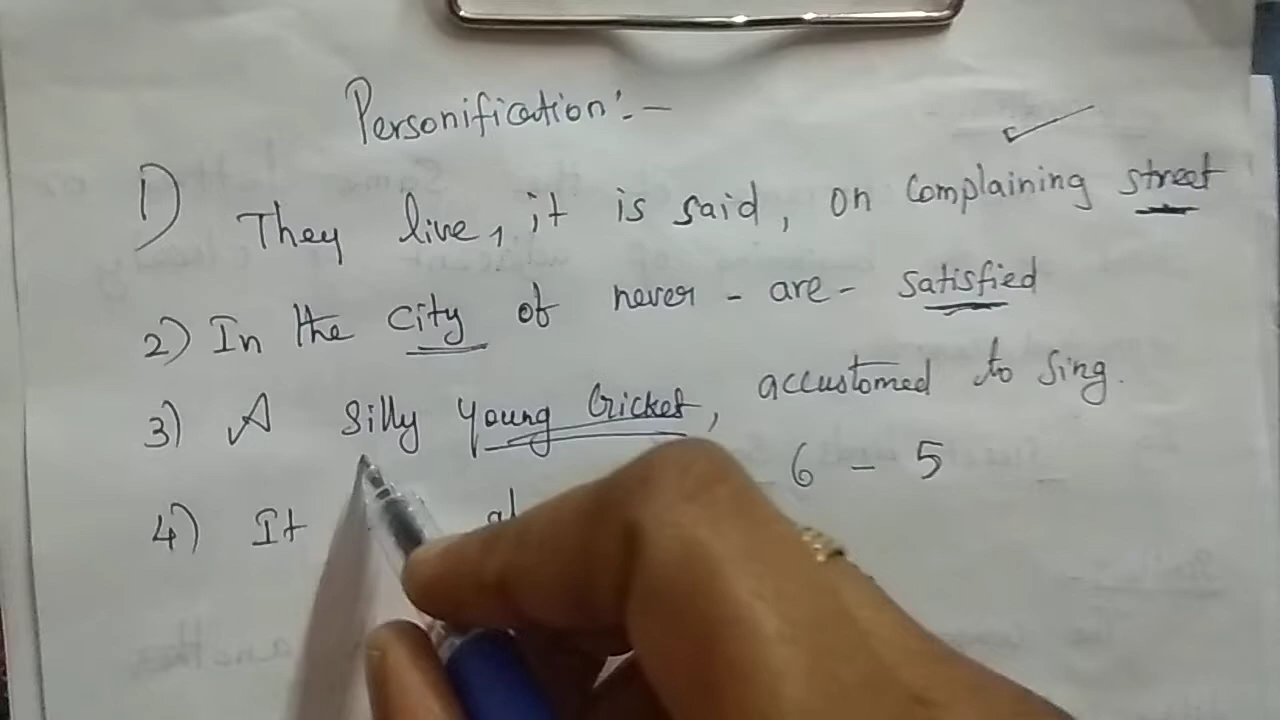 Personification:-
1) They live, it is said, on complaining street
2) In the city of never - are - satisfied
3) A silly young cricket, accustomed to sing.
4) It
6 - 5